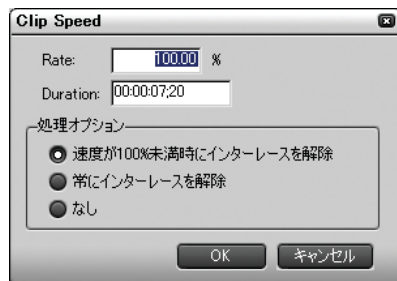 Clip Speed
Rate: 100.00 %
Duration: 00:00:07;20
処理オプション
速度が100%未満時にインターレースを解除
常にインターレースを解除
なし
OK キャンセル